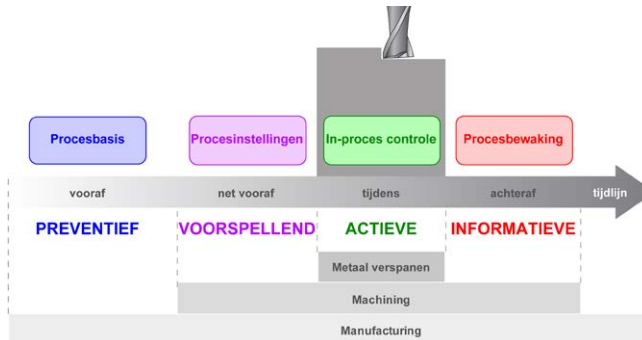 Procesbasis
Procesinstellingen
In-proces controle
Procesbewaking
vooraf
net vooraf
tijdens
achteraf
tijdlijn
PREVENTIEF
VOORSPELLEND
ACTIEVE
INFORMATIEVE
Metaal verspanen
Machining
Manufacturing